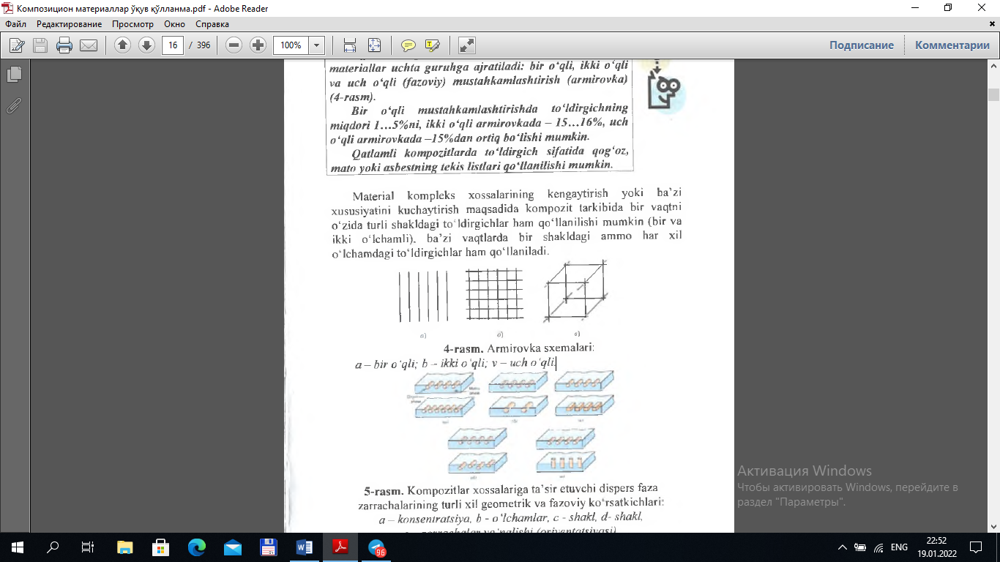 Композицион материаллар ўқув қўлланма.pdf - Adobe Reader
Файл Редактирование Просмотр Окно Справка
16 / 396 100% Подписание Комментарии
materiallar uchta guruhga ajratiladi: bir o‘qli, ikki o‘qli
va uch o‘qli (fazoviy) mustahkamlashtirish (armirovka)
(4-rasm).
Bir o‘qli mustahkamlashtirishda to‘ldirgichning
miqdori 1...5%ni, ikki o‘qli armirovkada – 15...16%, uch
o‘qli armirovkada –15%dan ortiq bo‘lishi mumkin.
Qatlamli kompozitlarda to‘ldirgich sifatida qog‘oz,
mato yoki asbestning tekis listlari qo‘llanilishi mumkin.
Material kompleks xossalarining kengaytirish yoki ba’zi
xususiyatini kuchaytirish maqsadida kompozit tarkibida bir vaqtni
o‘zida turli shakldagi to‘ldirgichlar ham qo‘llanilishi mumkin (bir va
ikki o‘lchamli). ba’zi vaqtlarda bir shakldagi ammo har xil
o‘lchamdagi to‘ldirgichlar ham qo‘llaniladi.
а) б) в)
4-rasm. Armirovka sxemalari:
a – bir o‘qli; b - ikki o‘qli; v – uch o‘qli.
phase
phase
5-rasm. Kompozitlar xossalariga ta’sir etuvchi dispers faza
zarrachalarining turli xil geometrik va fazoviy ko‘rsatkichlari:
a – konsentratsiya, b - o‘lchamlar, c - shakl, d- shakl,
Активация Windows
Чтобы активировать Windows, перейдите в
раздел "Параметры".
96
ENG
22:52
19.01.2022